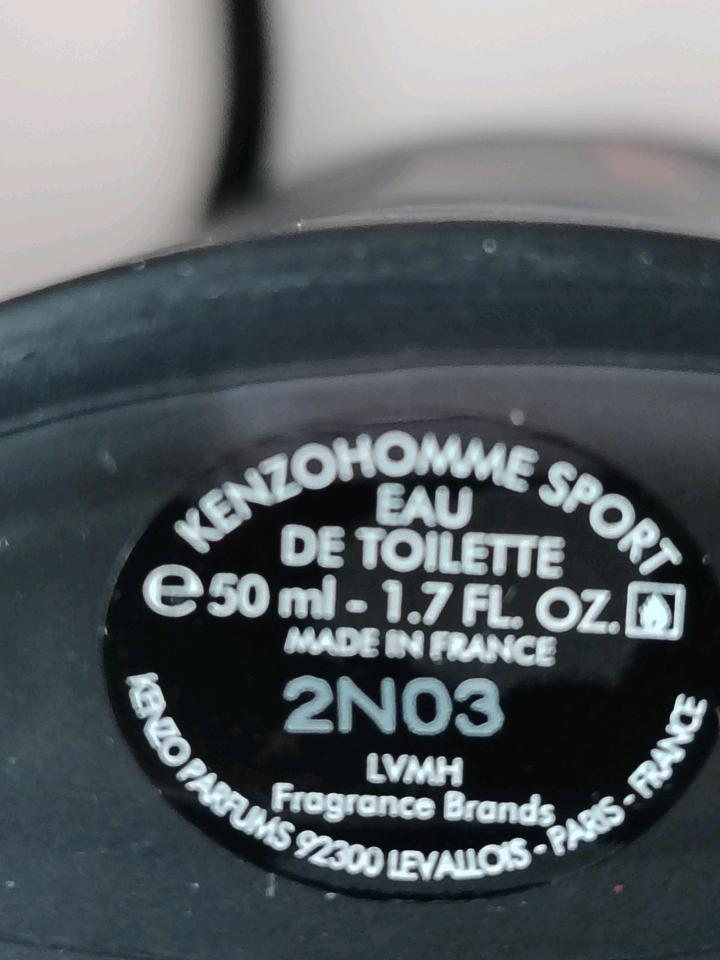 KENZOHOMME SPORT
EAU
DE TOILETTE
℮ 50 ml - 1.7 FL. OZ.
MADE IN FRANCE
2N03
LVMH
Fragrance Brands
KENZO PARFUMS 92300 LEVALLOIS - PARIS - FRANCE